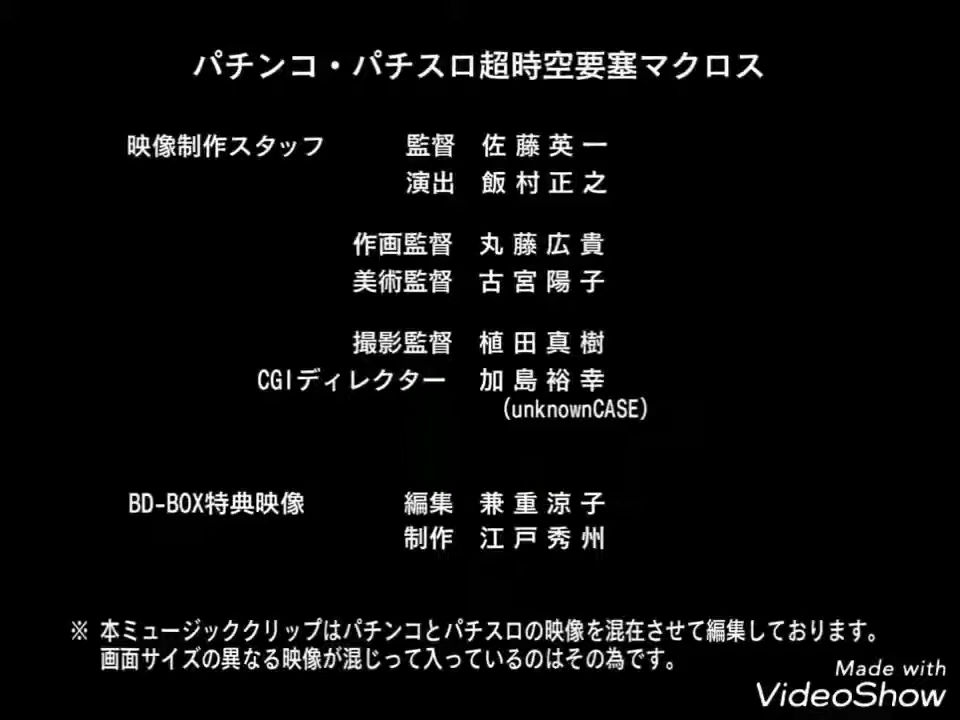 パチンコ・パチスロ超時空要塞マクロス
映像制作スタッフ 監督 佐藤英一
演出 飯村正之
作画監督 丸藤広貴
美術監督 古宮陽子
撮影監督 植田真樹
CGIディレクター 加島裕幸
(unknownCASE)
BD-BOX特典映像 編集 兼重涼子
制作 江戸秀州
※ 本ミュージッククリップはパチンコとパチスロの映像を混在させて編集しております。
画面サイズの異なる映像が混じって入っているのはその為です。
Made with
VideoShow